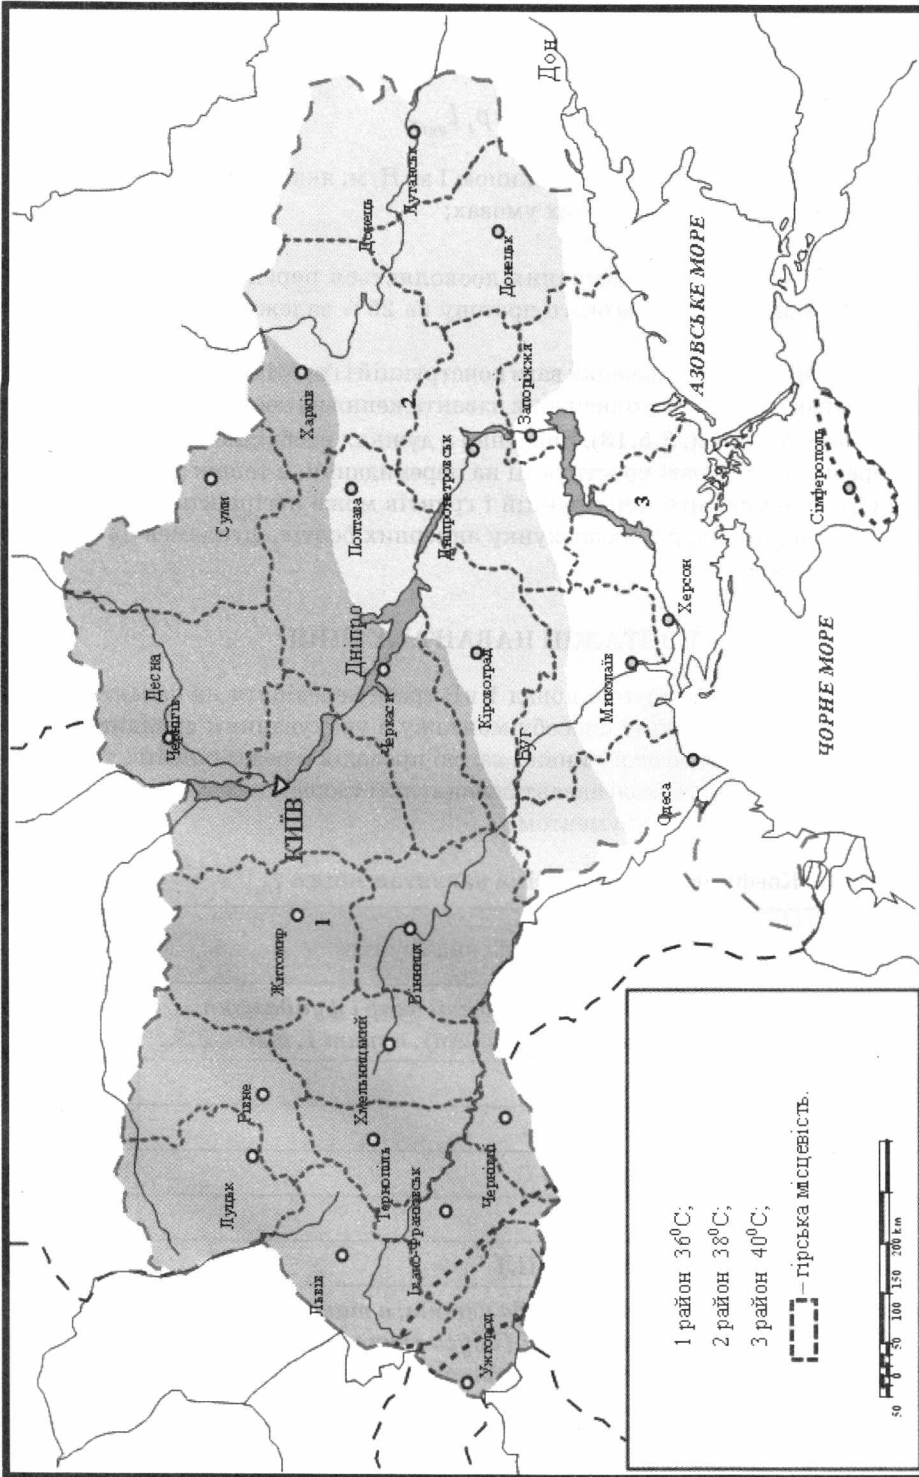 Десна
Чернігів
Суми
Луцьк
Рівне
Житомир
1
КИЇВ
Харків
Львів
Тернопіль
Хмельницький
Вінниця
Дніпро
Черкаси
Полтава
Донець
Луганськ
Ужгород
Івано-Франківськ
Чернівці
Кіровоград
Дніпропетровськ
2
Донецьк
Буг
Запоріжжя
Дон
Миколаїв
3
Одеса
Херсон
АЗОВСЬКЕ МОРЕ
ЧОРНЕ МОРЕ
Сімферополь
1 район 36⁰С;
2 район 38⁰С;
3 район 40⁰С;
– гірська місцевість.
50 0 50 100 150 200 km